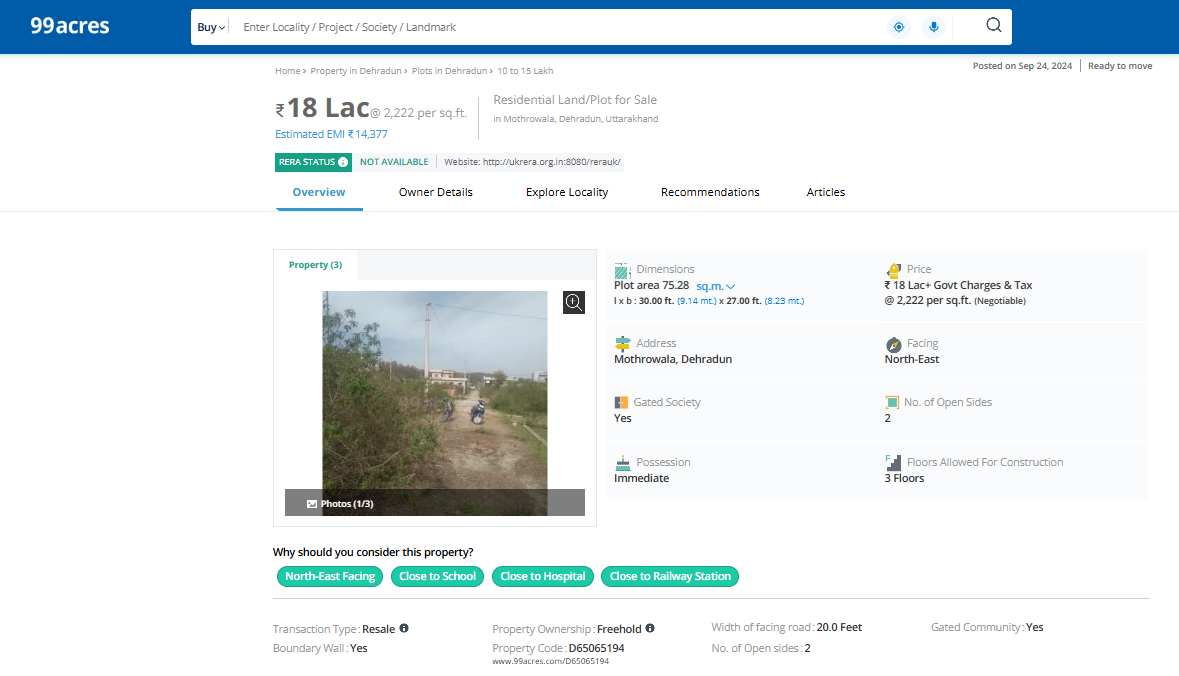 99acres
Buy
Enter Locality / Project / Society / Landmark
Home › Property in Dehradun › Plots in Dehradun › 10 to 15 Lakh
Posted on Sep 24, 2024 | Ready to move
₹18 Lac@ 2,222 per sq.ft.
Estimated EMI ₹ 14,377
Residential Land/Plot for Sale
in Mothrowala, Dehradun, Uttarakhand
RERA STATUS NOT AVAILABLE | Website: http://ukrera.org.in:8080/rerauk/
Overview
Owner Details
Explore Locality
Recommendations
Articles
Property (3)
Photos (1/3)
Dimensions
Plot area 75.28 sq.m.
l x b : 30.00 ft. (9.14 mt.) x 27.00 ft. (8.23 mt.)
Price
₹ 18 Lac+ Govt Charges & Tax
@ 2,222 per sq.ft. (Negotiable)
Address
Mothrowala, Dehradun
Facing
North-East
Gated Society
Yes
No. of Open Sides
2
Possession
Immediate
Floors Allowed For Construction
3 Floors
Why should you consider this property?
North-East Facing
Close to School
Close to Hospital
Close to Railway Station
Transaction Type : Resale
Property Ownership : Freehold
Width of facing road : 20.0 Feet
Gated Community : Yes
Boundary Wall : Yes
Property Code : D65065194
www.99acres.com/D65065194
No. of Open sides : 2